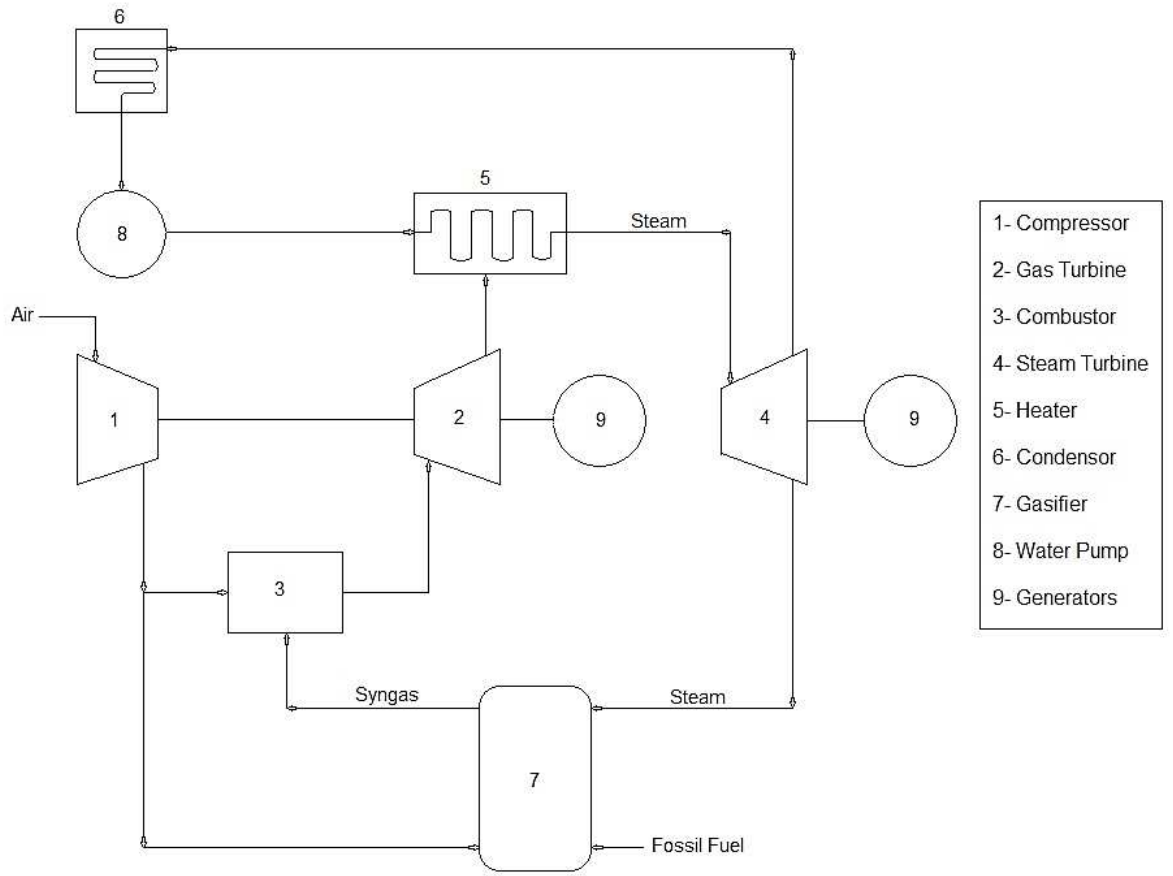 6
5
Steam
8
Air
1
2
9
4
9
3
Syngas
Steam
7
Fossil Fuel
1- Compressor
2- Gas Turbine
3- Combustor
4- Steam Turbine
5- Heater
6- Condensor
7- Gasifier
8- Water Pump
9- Generators